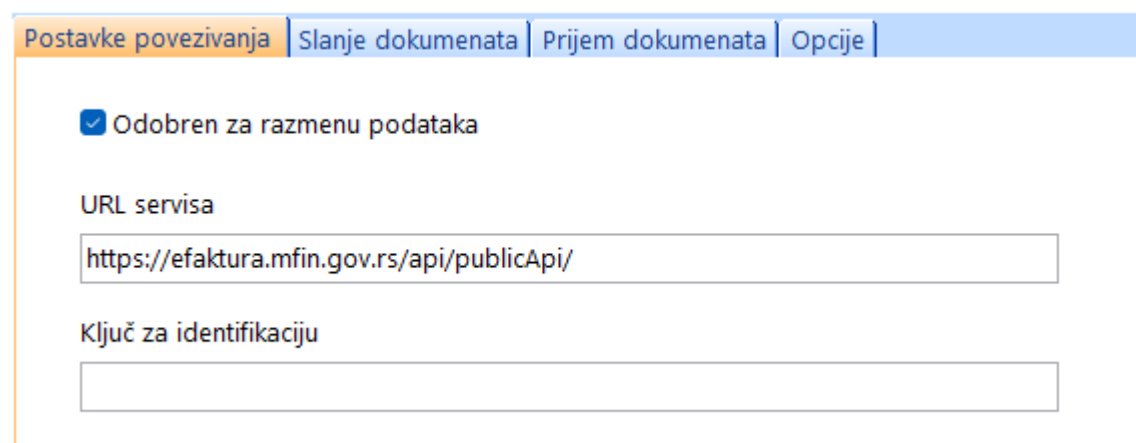 Postavke povezivanja Slanje dokumenata Prijem dokumenata Opcije
Odobren za razmenu podataka
URL servisa
https://efaktura.mfin.gov.rs/api/publicApi/
Ključ za identifikaciju